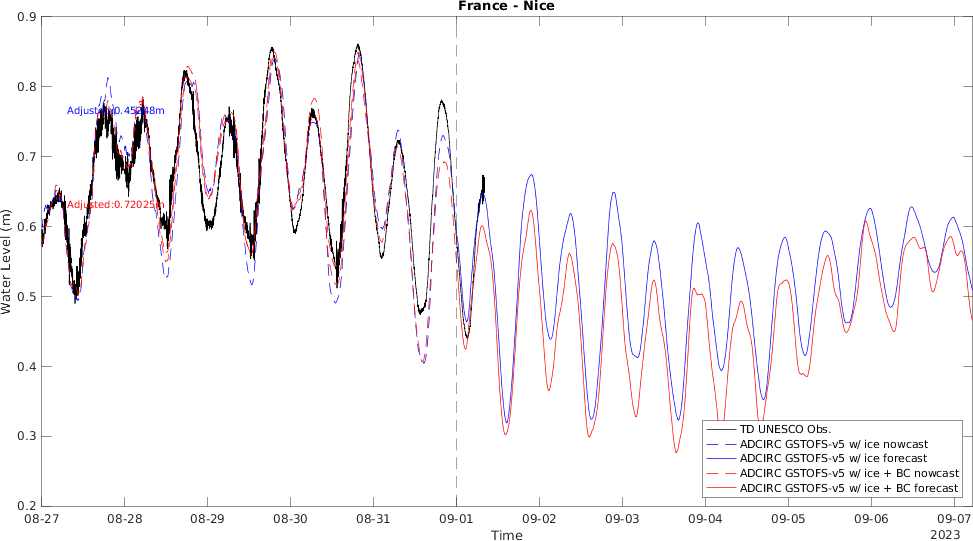 France - Nice
0.9
0.8
0.7
0.6
0.5
0.4
0.3
0.2
Water Level (m)
Adjusted:0.72025m
TD UNESCO Obs.
ADCIRC GSTOFS-v5 w/ ice nowcast
ADCIRC GSTOFS-v5 w/ ice forecast
ADCIRC GSTOFS-v5 w/ ice + BC nowcast
ADCIRC GSTOFS-v5 w/ ice + BC forecast
08-27 08-28 08-29 08-30 08-31 09-01 09-02 09-03 09-04 09-05 09-06 09-07
Time
2023